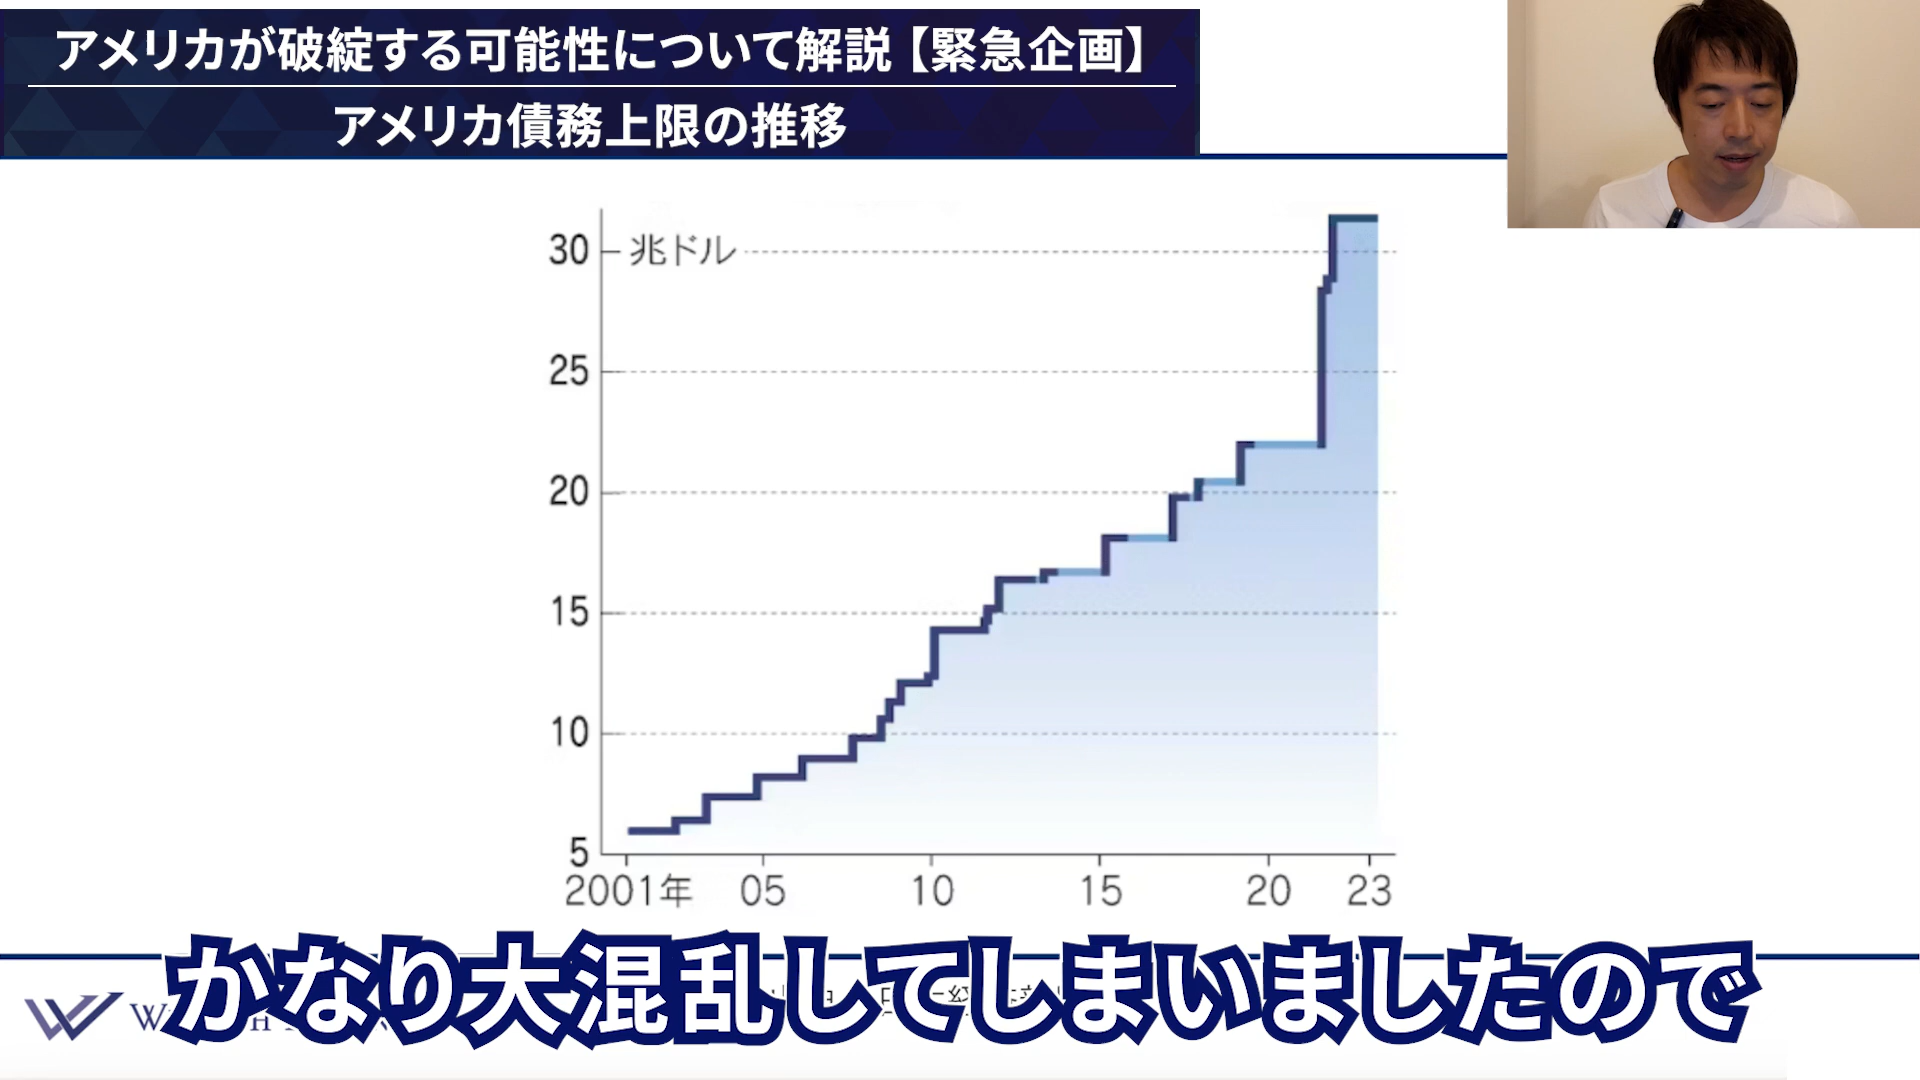 アメリカが破綻する可能性について解説【緊急企画】
アメリカ債務上限の推移
30 兆ドル
25
20
15
10
5
2001年 05 10 15 20 23
かなり大混乱してしまいましたので